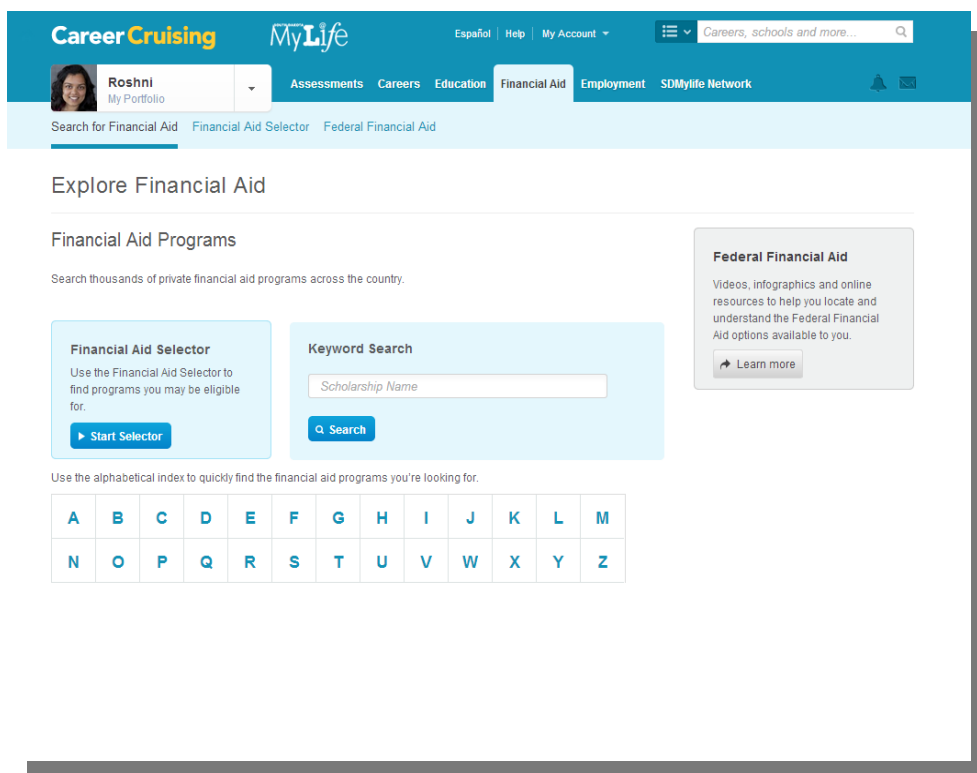 Career Cruising
MyLife
Español | Help | My Account
Careers, schools and more...
Roshni
My Portfolio
Assessments Careers Education Financial Aid Employment SDMylife Network
Search for Financial Aid Financial Aid Selector Federal Financial Aid
Explore Financial Aid
Financial Aid Programs
Search thousands of private financial aid programs across the country.
Financial Aid Selector
Use the Financial Aid Selector to
find programs you may be eligible
for.
Start Selector
Keyword Search
Scholarship Name
Search
Federal Financial Aid
Videos, infographics and online
resources to help you locate and
understand the Federal Financial
Aid options available to you.
Learn more
Use the alphabetical index to quickly find the financial aid programs you're looking for.
A B C D E F G H I J K L M
N O P Q R S T U V W X Y Z